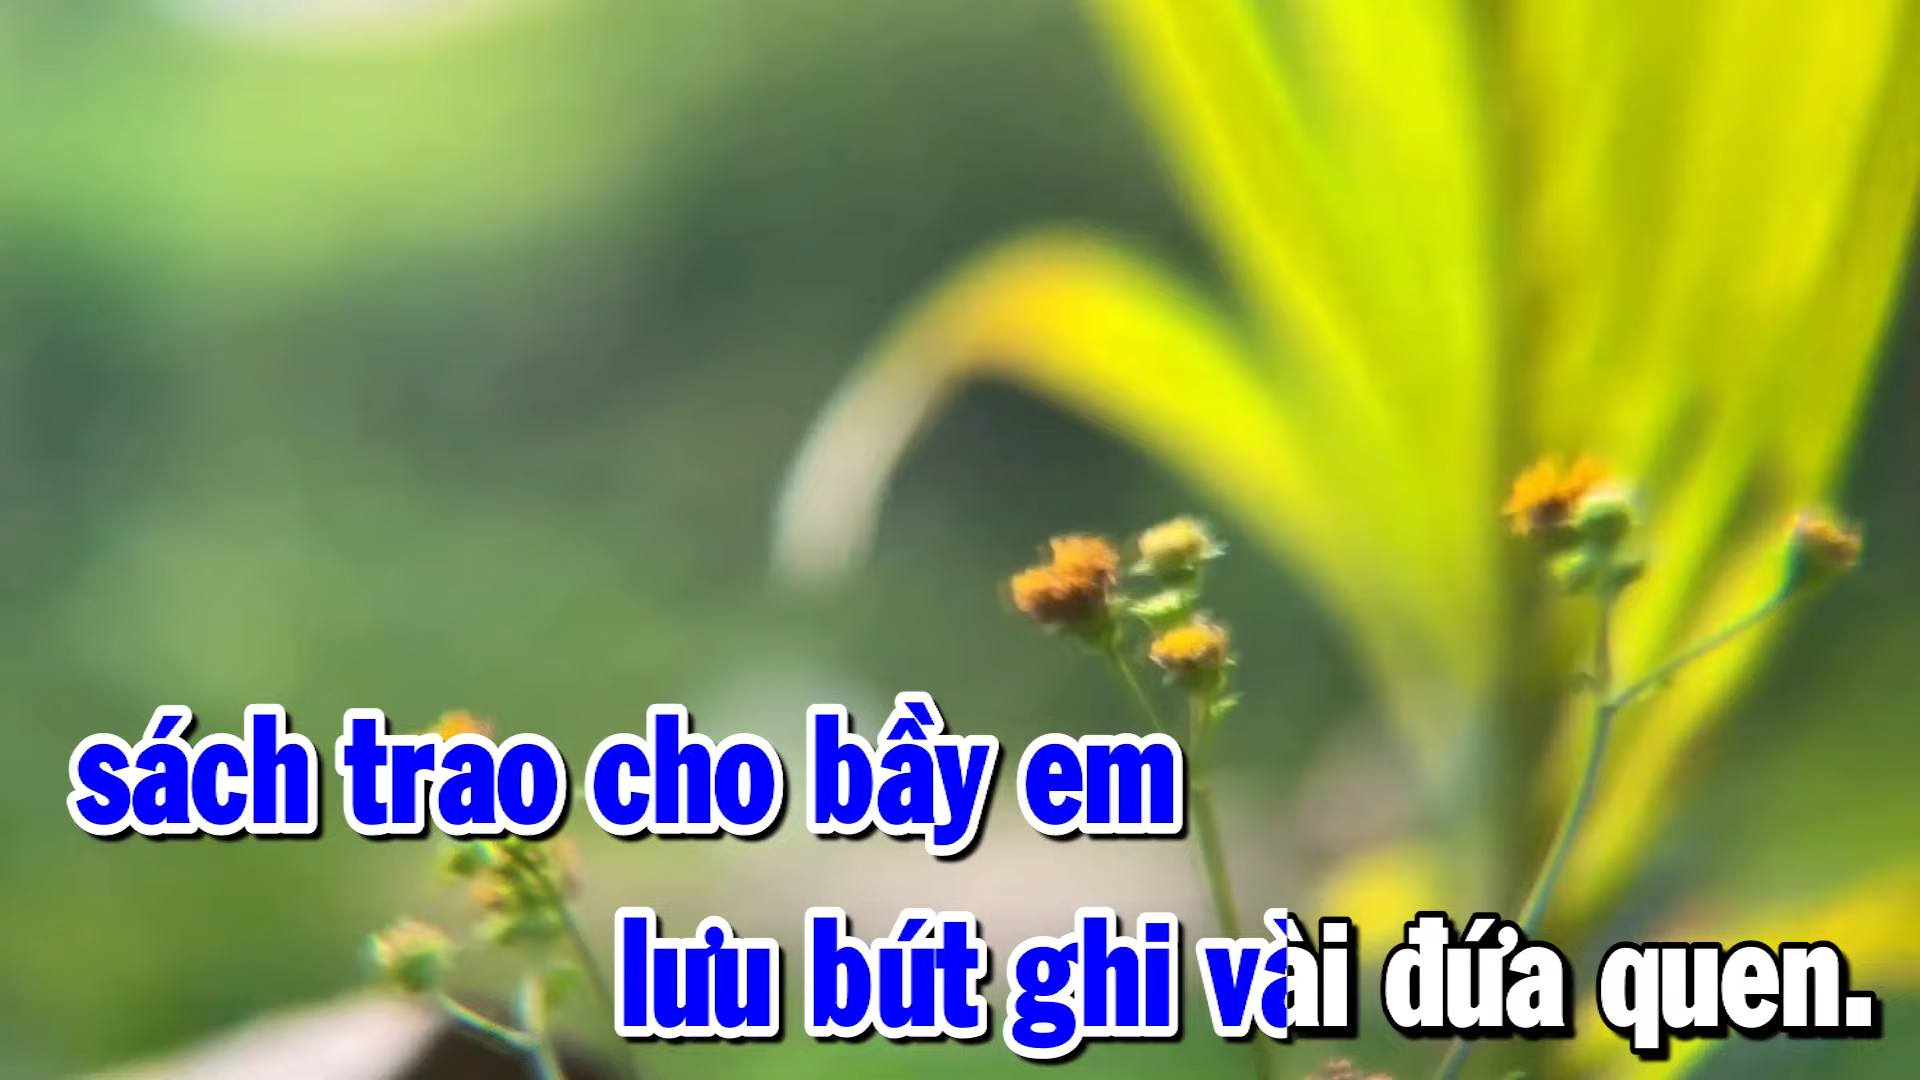 sách trao cho bầy em
lưu bút ghi vài đứa quen.